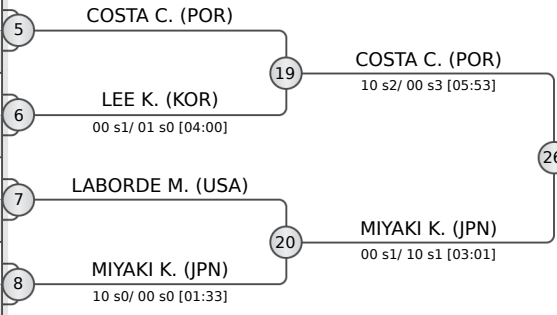 COSTA C. (POR)
5
19
COSTA C. (POR)
10 s2/ 00 s3 [05:53]
LEE K. (KOR)
6
00 s1/ 01 s0 [04:00]
26
LABORDE M. (USA)
7
20
MIYAKI K. (JPN)
00 s1/ 10 s1 [03:01]
MIYAKI K. (JPN)
8
10 s0/ 00 s0 [01:33]